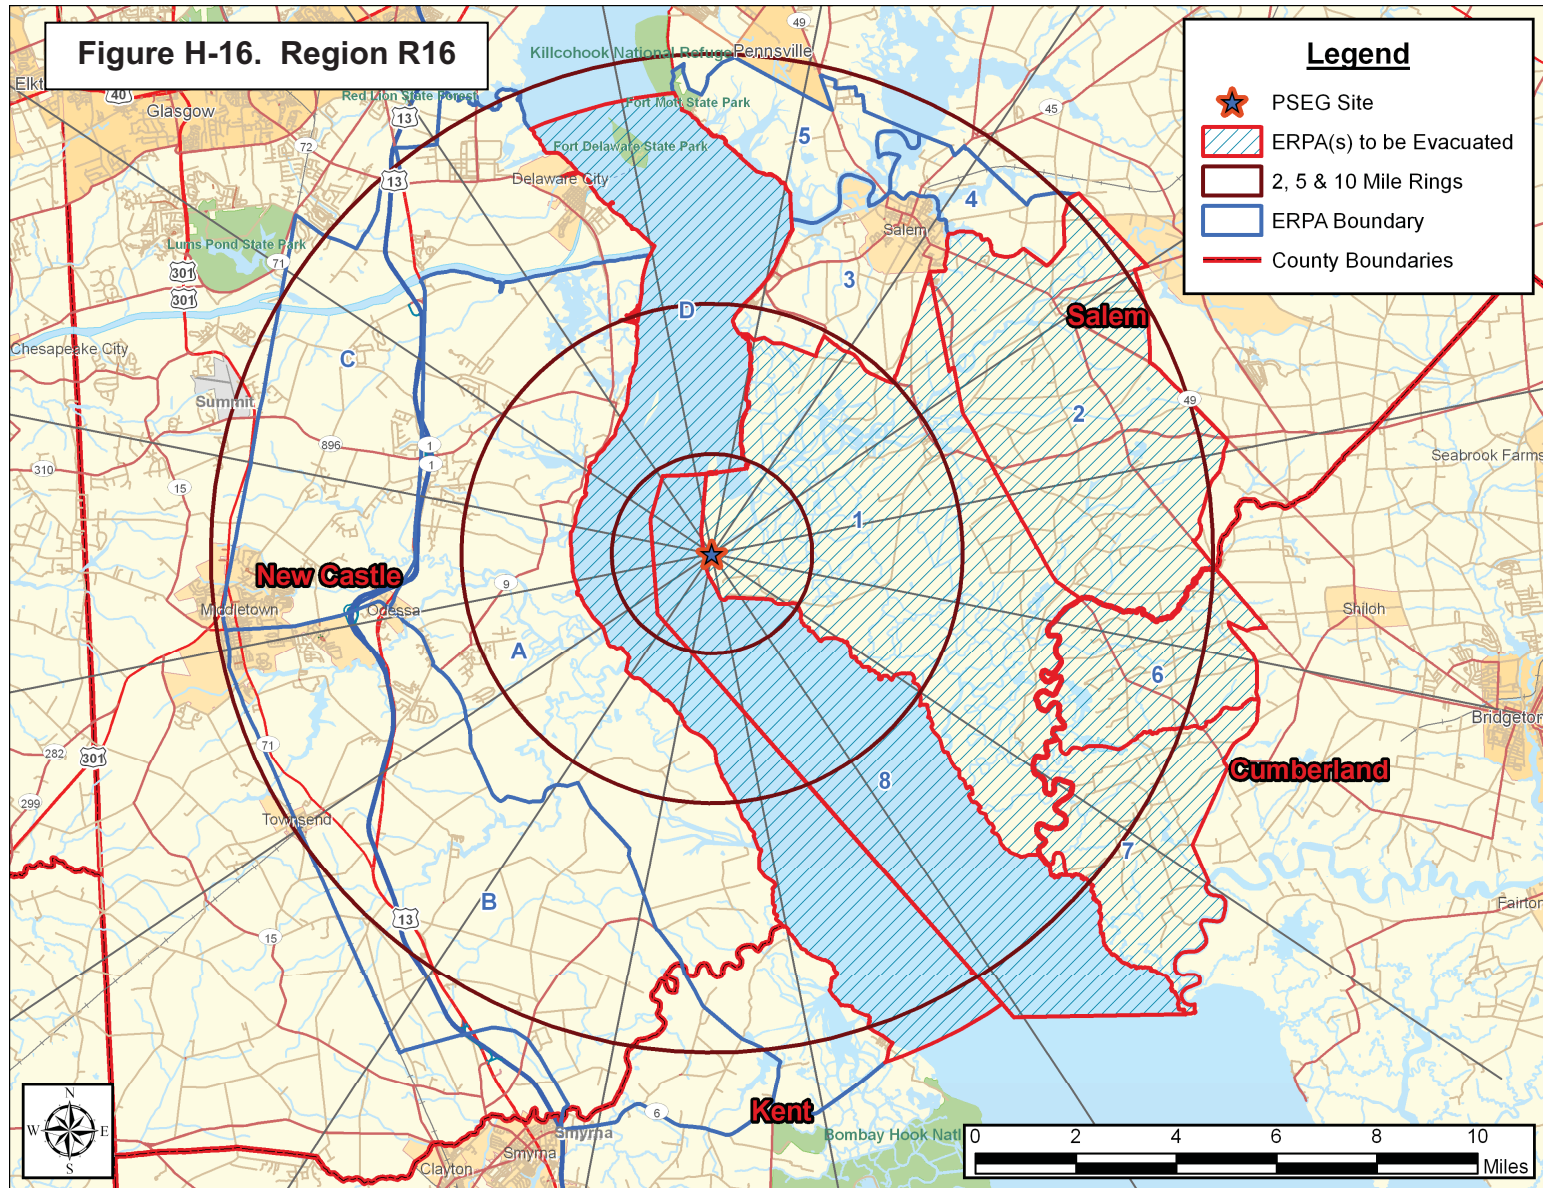 Figure H-16. Region R16
Legend
PSEG Site
ERPA(s) to be Evacuated
2, 5 & 10 Mile Rings
ERPA Boundary
County Boundaries
Killcohook National Refuge
Pennsville
49
Elkt
40
Glasgow
Red Lion State Forest
13
Fort Mott State Park
45
5
72
Fort Delaware State Park
13
Delaware City
4
Salem
Lums Pond State Park
71
301
301
3
D
Salem
Chesapeake City
C
Summit
49
2
896
1
1
310
15
Seabrook Farms
1
New Castle
9
Middletown
Odessa
Shiloh
A
6
Bridgeton
71
282
301
Cumberland
8
299
Townsend
7
B
13
Fairton
15
6
Kent
Smyrna
Smyrna
Clayton
Bombay Hook Natl
N
W
E
S
0 2 4 6 8 10
Miles